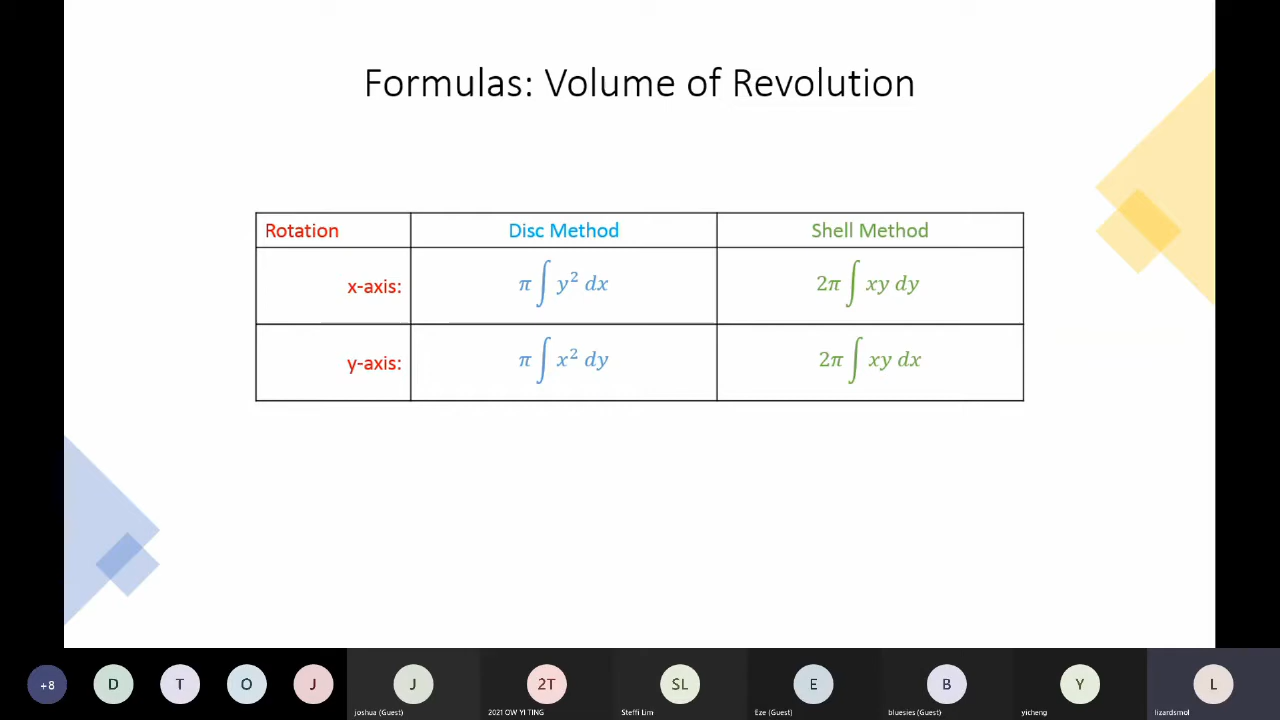 Formulas: Volume of Revolution
Rotation Disc Method Shell Method
x-axis: π∫y² dx 2π∫xy dy
y-axis: π∫x² dy 2π∫xy dx
+8 D T O J J 2T SL E B Y L
joshua (Guest) 2021 OW YI TING Steffi Lim Eze (Guest) bluesies (Guest) yicheng lizardsmol